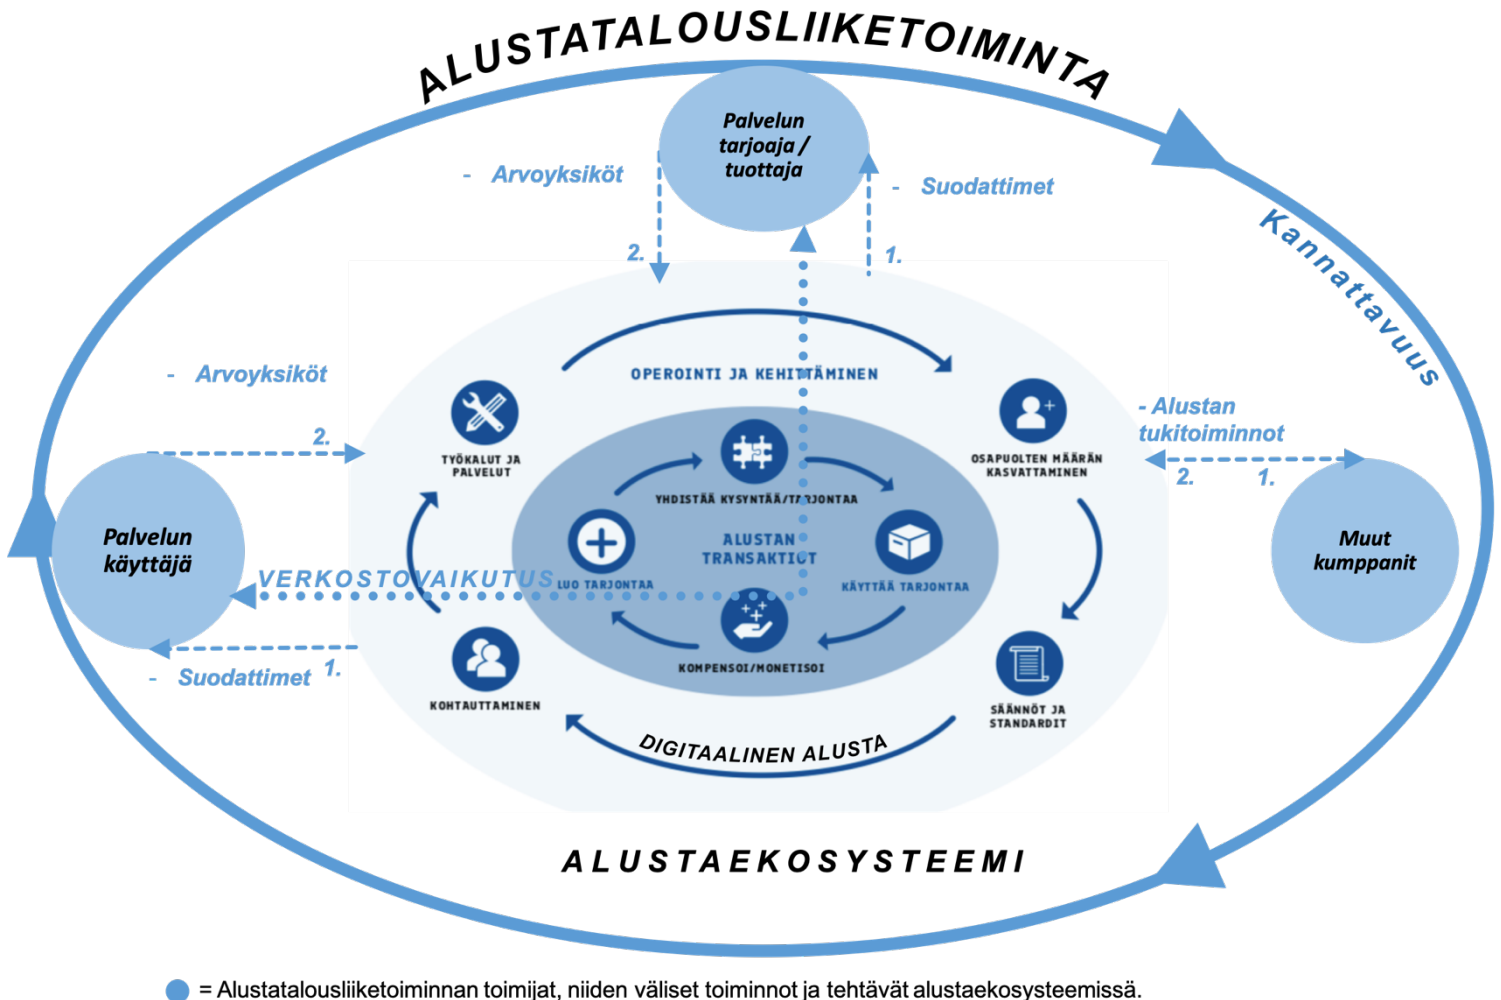 ALUSTATALOUSLIIKETOIMINTA
Palvelun
tarjoaja /
tuottaja
- Arvoyksiköt
- Suodattimet
2.
1.
Kannattavuus
- Arvoyksiköt
2.
OPEROINTI JA KEHITTÄMINEN
TYÖKALUT JA
PALVELUT
OSAPUOLTEN MÄÄRÄN
KASVATTAMINEN
- Alustan
tukitoiminnot
2.
1.
YHDISTÄÄ KYSYNTÄÄ/TARJONTAA
ALUSTAN
TRANSAKTIOT
Palvelun
käyttäjä
Muut
kumppanit
VERKOSTOVAIKUTUS
LUO TARJONTAA
KÄYTTÄÄ TARJONTAA
- Suodattimet 1.
KOMPENSOI/MONETISOI
KOHTAUTTAMINEN
SÄÄNNÖT JA
STANDARDIT
DIGITAALINEN ALUSTA
ALUSTAEKOSYSTEEMI
= Alustatalousliiketoiminnan toimijat, niiden väliset toiminnot ja tehtävät alustaekosysteemissä.